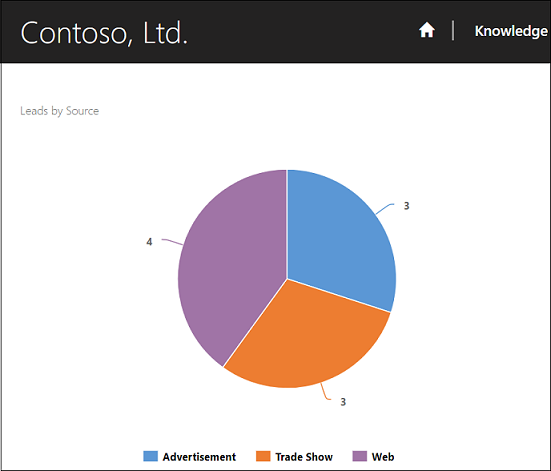 Contoso, Ltd.
Knowledge
Leads by Source
3
4
3
Advertisement
Trade Show
Web